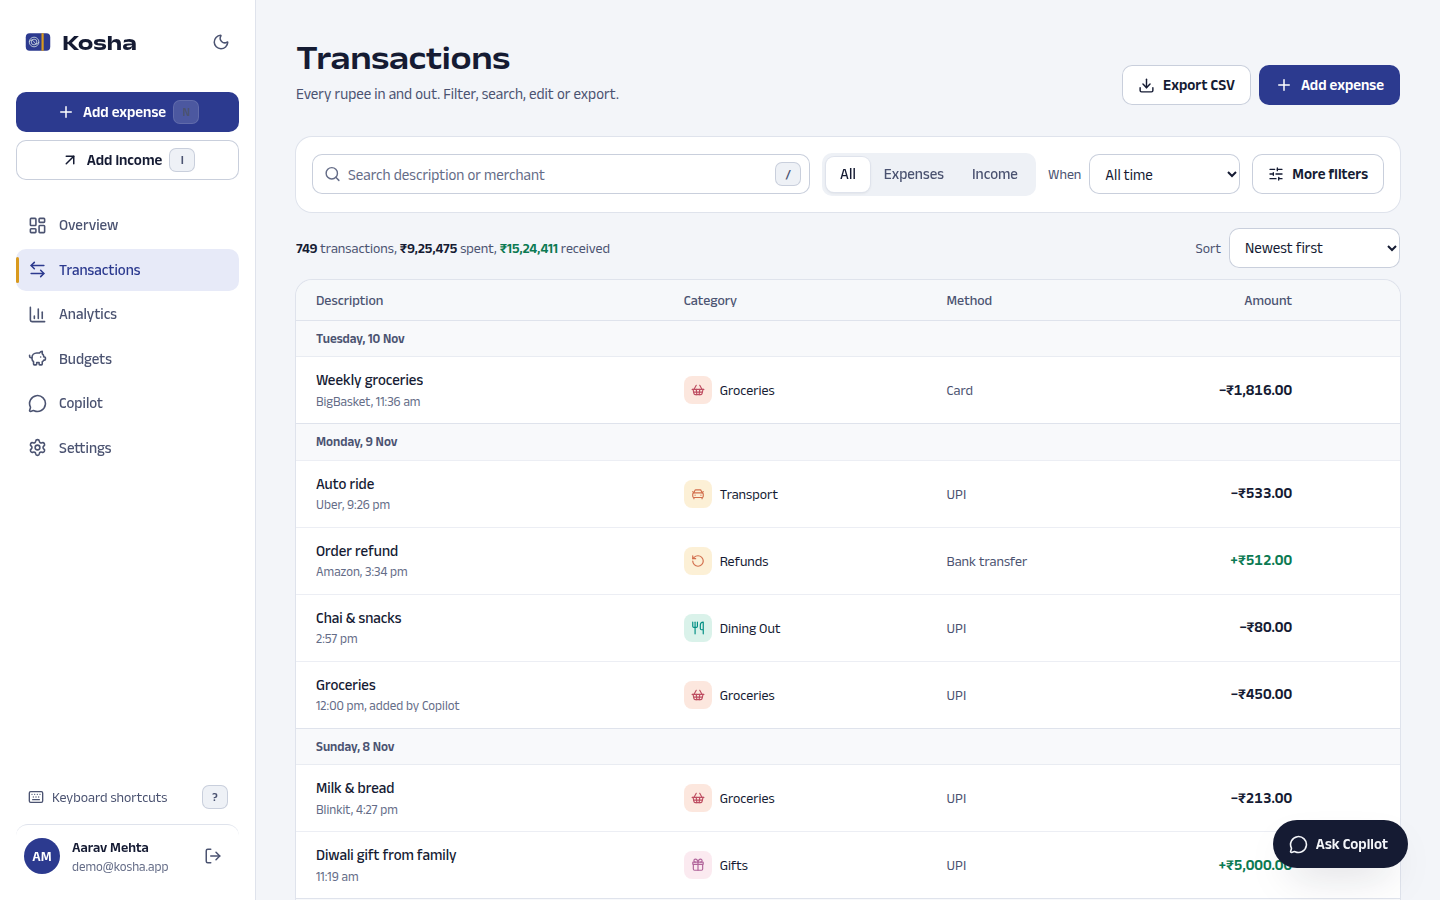 Kosha
Add expense
Add income I
Overview
Transactions
Analytics
Budgets
Copilot
Settings
Keyboard shortcuts ?
AM Aarav Mehta
demo@kosha.app
Transactions
Every rupee in and out. Filter, search, edit or export.
Export CSV Add expense
Search description or merchant / All Expenses Income When All time More filters
749 transactions, ₹9,25,475 spent, ₹15,24,411 received Sort Newest first
Description Category Method Amount
Tuesday, 10 Nov
Weekly groceries
BigBasket, 11:36 am Groceries Card −₹1,816.00
Monday, 9 Nov
Auto ride
Uber, 9:26 pm Transport UPI −₹533.00
Order refund
Amazon, 3:34 pm Refunds Bank transfer +₹512.00
Chai & snacks
2:57 pm Dining Out UPI −₹80.00
Groceries
12:00 pm, added by Copilot Groceries UPI −₹450.00
Sunday, 8 Nov
Milk & bread
Blinkit, 4:27 pm Groceries UPI −₹213.00
Diwali gift from family
11:19 am Gifts UPI +₹5,000.00
Ask Copilot